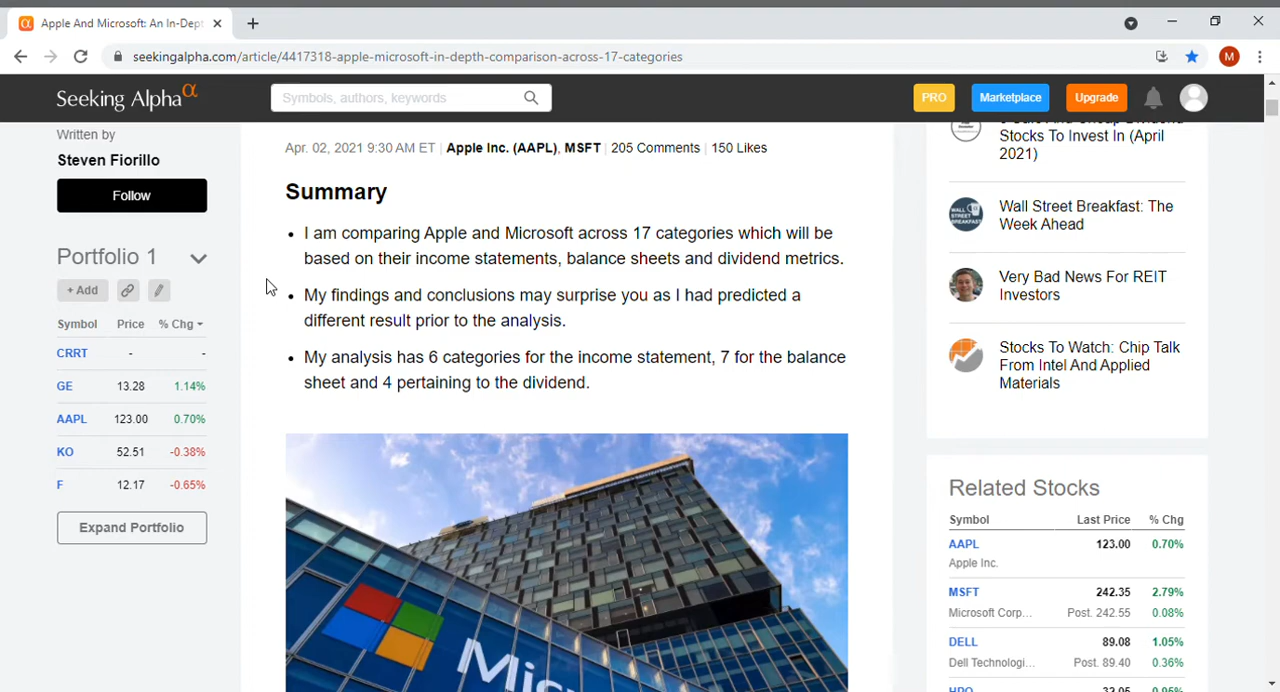 Apple And Microsoft: An In-Dept
seekingalpha.com/article/4417318-apple-microsoft-in-depth-comparison-across-17-categories
M
Seeking Alpha α
Symbols, authors, keywords
PRO
Marketplace
Upgrade
Written by
Steven Fiorillo
Follow
Portfolio 1
+ Add
Symbol Price % Chg
CRRT - -
GE 13.28 1.14%
AAPL 123.00 0.70%
KO 52.51 -0.38%
F 12.17 -0.65%
Expand Portfolio
Apr. 02, 2021 9:30 AM ET | Apple Inc. (AAPL), MSFT | 205 Comments | 150 Likes
Summary
• I am comparing Apple and Microsoft across 17 categories which will be
based on their income statements, balance sheets and dividend metrics.
• My findings and conclusions may surprise you as I had predicted a
different result prior to the analysis.
• My analysis has 6 categories for the income statement, 7 for the balance
sheet and 4 pertaining to the dividend.
Mic
Stocks To Invest In (April
2021)
WALL STREET BREAKFAST
Wall Street Breakfast: The
Week Ahead
Very Bad News For REIT
Investors
Stocks To Watch: Chip Talk
From Intel And Applied
Materials
Related Stocks
Symbol Last Price % Chg
AAPL 123.00 0.70%
Apple Inc.
MSFT 242.35 2.79%
Microsoft Corp... Post. 242.55 0.08%
DELL 89.08 1.05%
Dell Technologi... Post. 89.40 0.36%